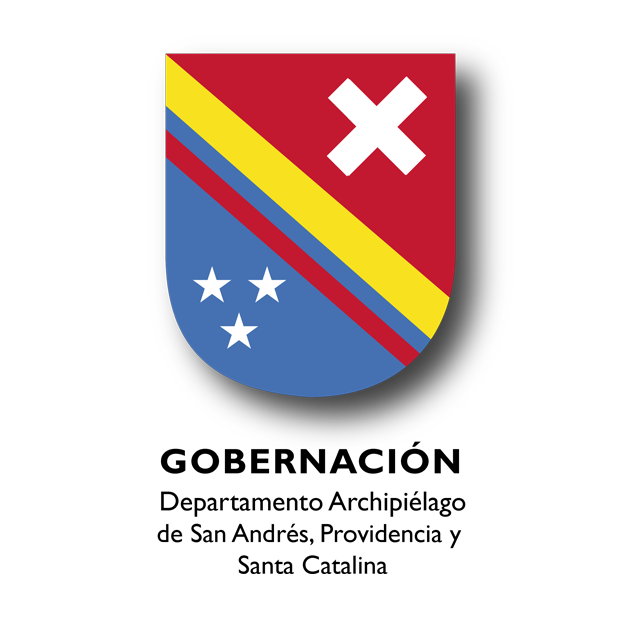 GOBERNACIÓN
Departamento Archipiélago
de San Andrés, Providencia y
Santa Catalina